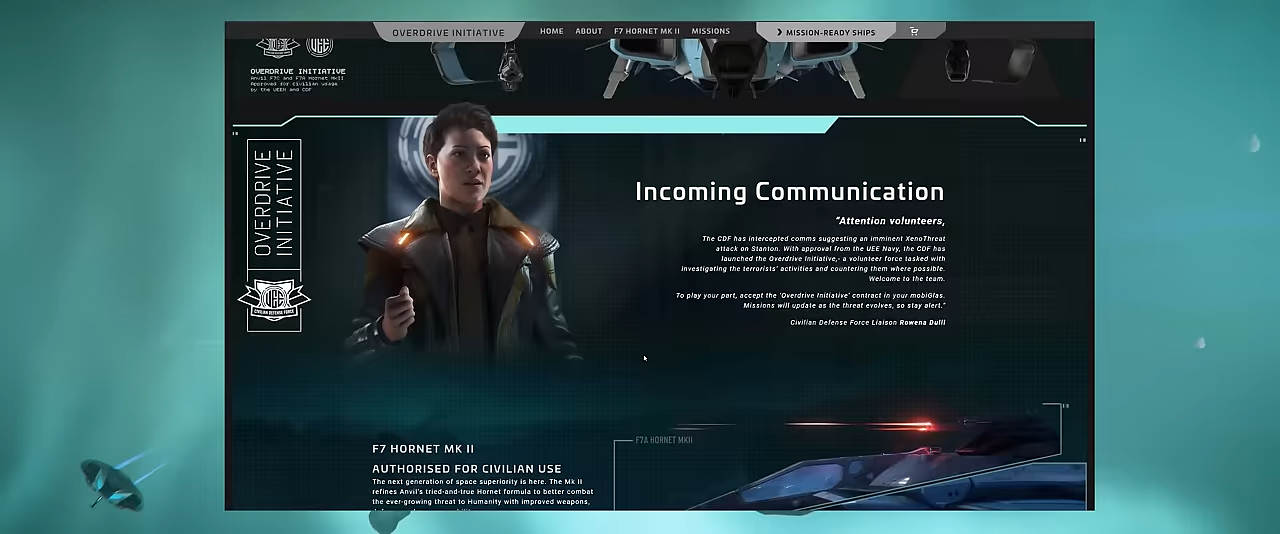 OVERDRIVE INITIATIVE
HOME
ABOUT
F7 HORNET MK II
MISSIONS
MISSION-READY SHIPS
UEE
OVERDRIVE INITIATIVE
Anvil F7C and F7A Hornet MkII
Approved for civilian usage
by the UEEN and CDF
OVERDRIVE
INITIATIVE
UEE
CIVILIAN DEFENSE FORCE
Incoming Communication
"Attention volunteers,
The CDF has intercepted comms suggesting an imminent XenoThreat
attack on Stanton. With approval from the UEE Navy, the CDF has
launched the Overdrive Initiative,- a volunteer force tasked with
investigating the terrorists' activities and countering them where possible.
Welcome to the team.
To play your part, accept the 'Overdrive Initiative' contract in your mobiGlas.
Missions will update as the threat evolves, so stay alert."
Civilian Defense Force Liaison Rowena Dulli
F7A HORNET MKII
F7 HORNET MK II
AUTHORISED FOR CIVILIAN USE
The next generation of space superiority is here. The Mk II
refines Anvil's tried-and-true Hornet formula to better combat
the ever-growing threat to Humanity with improved weapons,